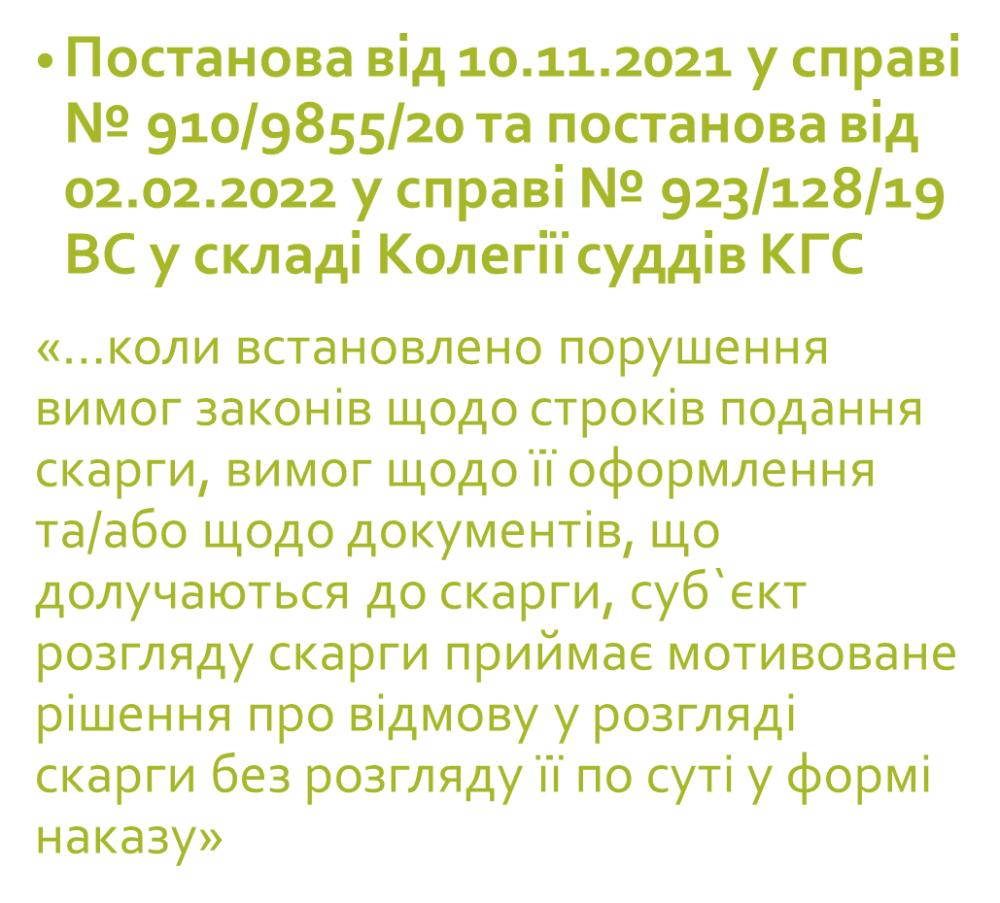 • Постанова від 10.11.2021 у справі
№ 910/9855/20 та постанова від
02.02.2022 у справі № 923/128/19
ВС у складі Колегії суддів КГС
«…коли встановлено порушення
вимог законів щодо строків подання
скарги, вимог щодо її оформлення
та/або щодо документів, що
долучаються до скарги, суб`єкт
розгляду скарги приймає мотивоване
рішення про відмову у розгляді
скарги без розгляду її по суті у формі
наказу»